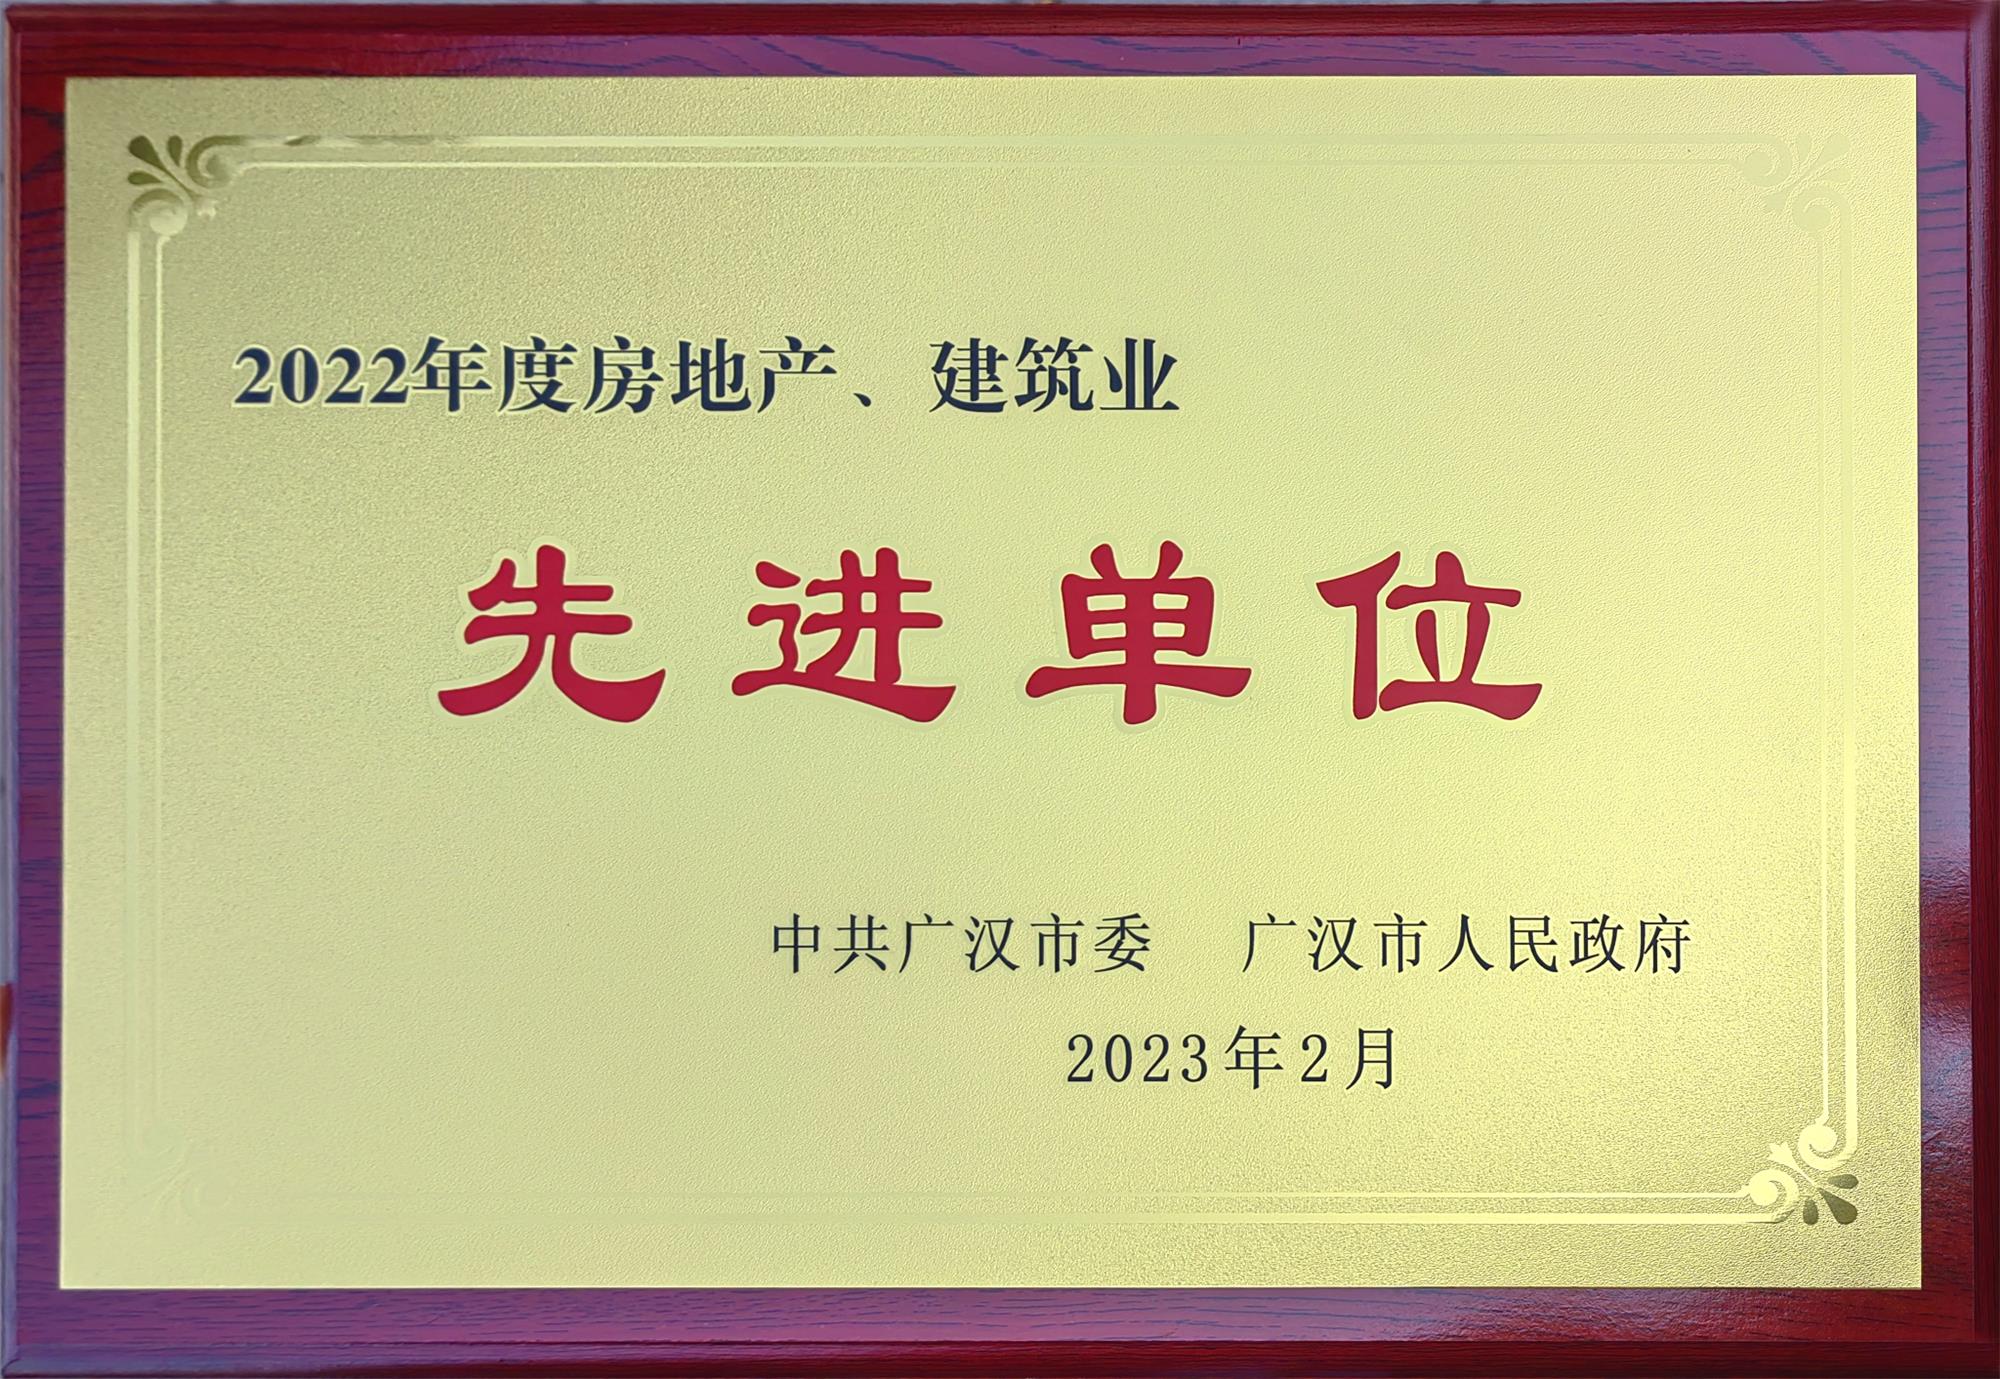 2022年度房地产、建筑业
先进单位
中共广汉市委 广汉市人民政府
2023年2月